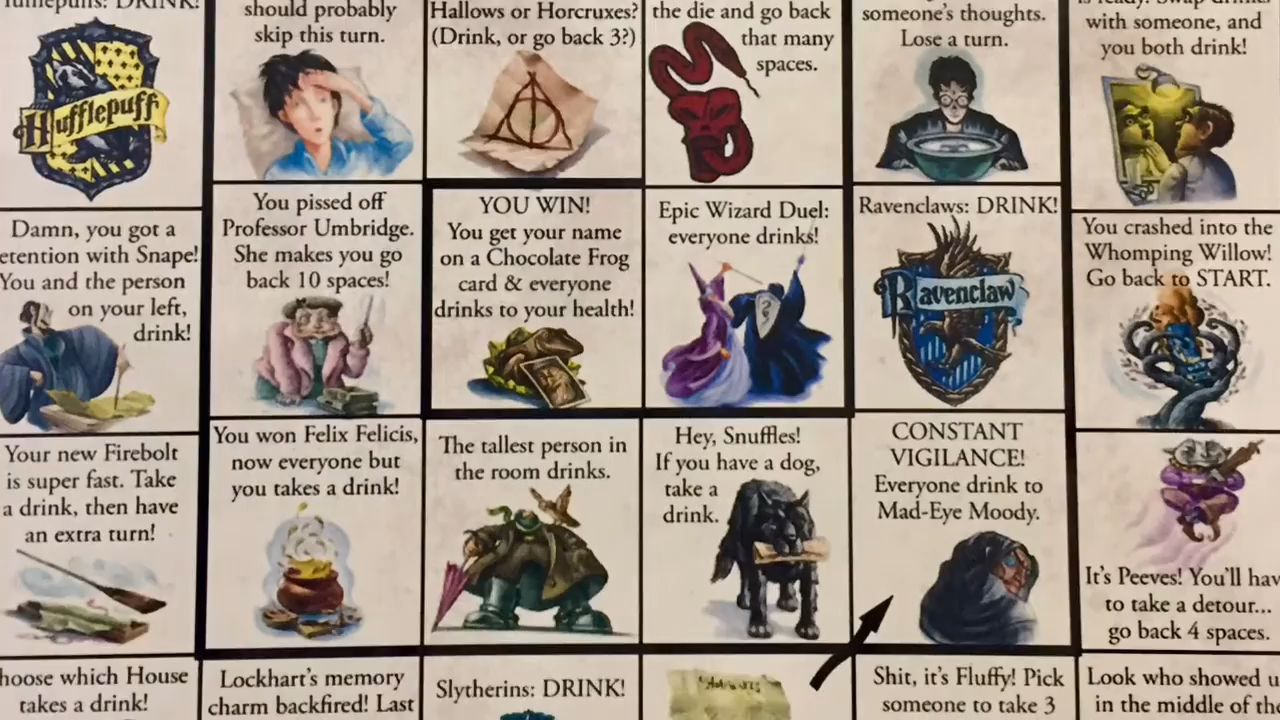 DRINK!
should probably
skip this turn.
Hallows or Horcruxes?
(Drink, or go back 3?)
the die and go back
that many
spaces.
someone's thoughts.
Lose a turn.
with someone, and
you both drink!
Hufflepuff
Damn, you got a
etention with Snape!
You and the person
on your left,
drink!
You pissed off
Professor Umbridge.
She makes you go
back 10 spaces!
YOU WIN!
You get your name
on a Chocolate Frog
card & everyone
drinks to your health!
Epic Wizard Duel:
everyone drinks!
Ravenclaws: DRINK!
Ravenclaw
You crashed into the
Whomping Willow!
Go back to START.
Your new Firebolt
is super fast. Take
a drink, then have
an extra turn!
You won Felix Felicis,
now everyone but
you takes a drink!
The tallest person in
the room drinks.
Hey, Snuffles!
If you have a dog,
take a
drink.
CONSTANT
VIGILANCE!
Everyone drink to
Mad-Eye Moody.
It's Peeves! You'll hav
to take a detour...
go back 4 spaces.
hoose which House
takes a drink!
Lockhart's memory
charm backfired! Last
Slytherins: DRINK!
Shit, it's Fluffy! Pick
someone to take 3
Look who showed u
in the middle of the